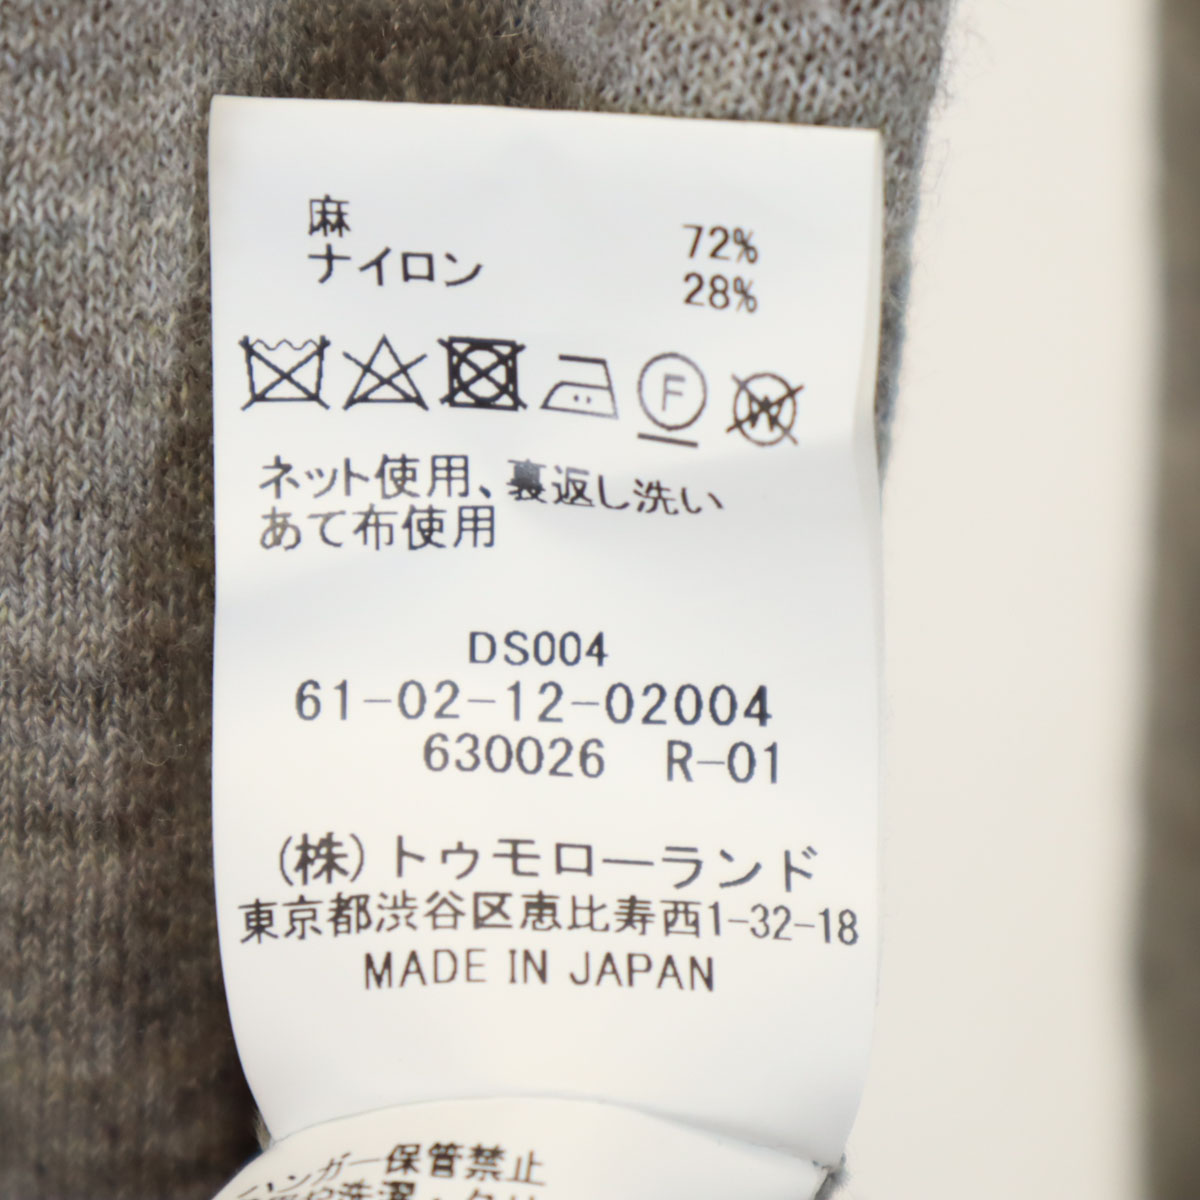 麻 72%
ナイロン 28%
F W
ネット使用、裏返し洗い
あて布使用
DS004
61-02-12-02004
630026 R-01
(株)トゥモローランド
東京都渋谷区恵比寿西1-32-18
MADE IN JAPAN
ハンガー保管禁止